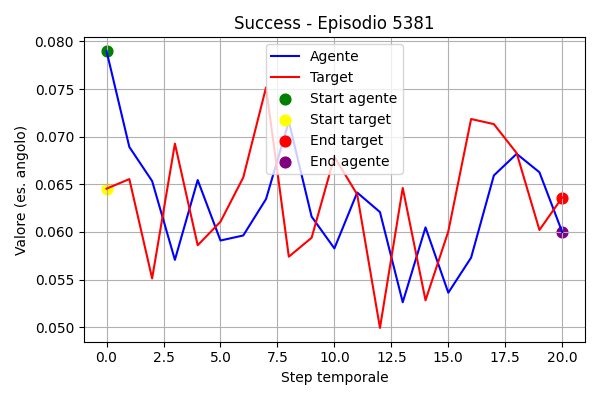 Success - Episodio 5381
Valore (es. angolo)
0.080
0.075
0.070
0.065
0.060
0.055
0.050
Agente
Target
Start agente
Start target
End target
End agente
0.0 2.5 5.0 7.5 10.0 12.5 15.0 17.5 20.0
Step temporale